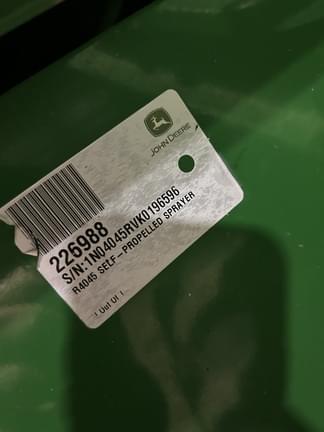 JOHN DEERE
226988
S/N:1N04045RVK0196596
R4045 SELF-PROPELLED SPRAYER
1 Out Of 1